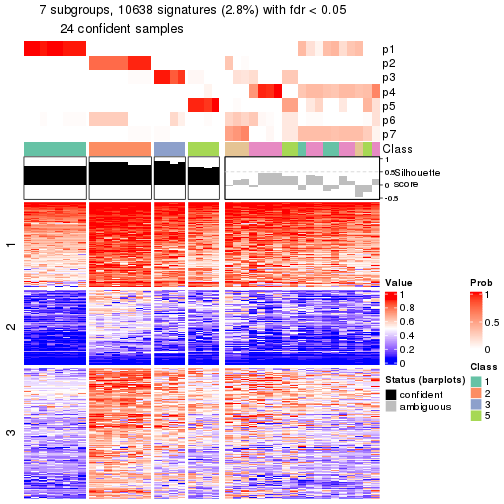 7 subgroups, 10638 signatures (2.8%) with fdr < 0.05
24 confident samples
p1
p2
p3
p4
p5
p6
p7
Class
1
0.5
0
-0.5
Silhouette
score
1
2
3
Value
1
0.8
0.6
0.4
0.2
0
Prob
1
0.5
0
Status (barplots)
confident
ambiguous
Class
1
2
3
5